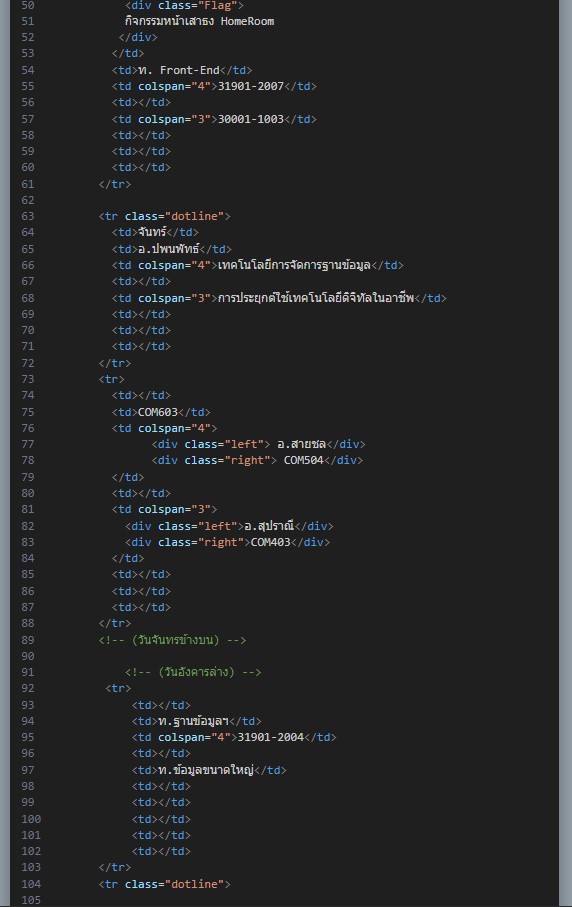 50 <div class="Flag">
51 กิจกรรมหน้าเสาธง HomeRoom
52 </div>
53 </td>
54 <td>ท. Front-End</td>
55 <td colspan="4">31901-2007</td>
56 <td></td>
57 <td colspan="3">30001-1003</td>
58 <td></td>
59 <td></td>
60 <td></td>
61 </tr>
62
63 <tr class="dotline">
64 <td>จันทร์</td>
65 <td>อ.ปพนพัทธ์</td>
66 <td colspan="4">เทคโนโลยีการจัดการฐานข้อมูล</td>
67 <td></td>
68 <td colspan="3">การประยุกต์ใช้เทคโนโลยีดิจิทัลในอาชีพ</td>
69 <td></td>
70 <td></td>
71 <td></td>
72 </tr>
73 <tr>
74 <td></td>
75 <td>COM603</td>
76 <td colspan="4">
77 <div class="left"> อ.สายชล</div>
78 <div class="right"> COM504</div>
79 </td>
80 <td></td>
81 <td colspan="3">
82 <div class="left">อ.สุปราณี</div>
83 <div class="right">COM403</div>
84 </td>
85 <td></td>
86 <td></td>
87 <td></td>
88 </tr>
89 <!-- (วันจันทรข้างบน) -->
90
91 <!-- (วันอังคารล่าง) -->
92 <tr>
93 <td></td>
94 <td>ท.ฐานข้อมูลฯ</td>
95 <td colspan="4">31901-2004</td>
96 <td></td>
97 <td>ท.ข้อมูลขนาดใหญ่</td>
98 <td></td>
99 <td></td>
100 <td></td>
101 <td></td>
102 <td></td>
103 </tr>
104 <tr class="dotline">
105